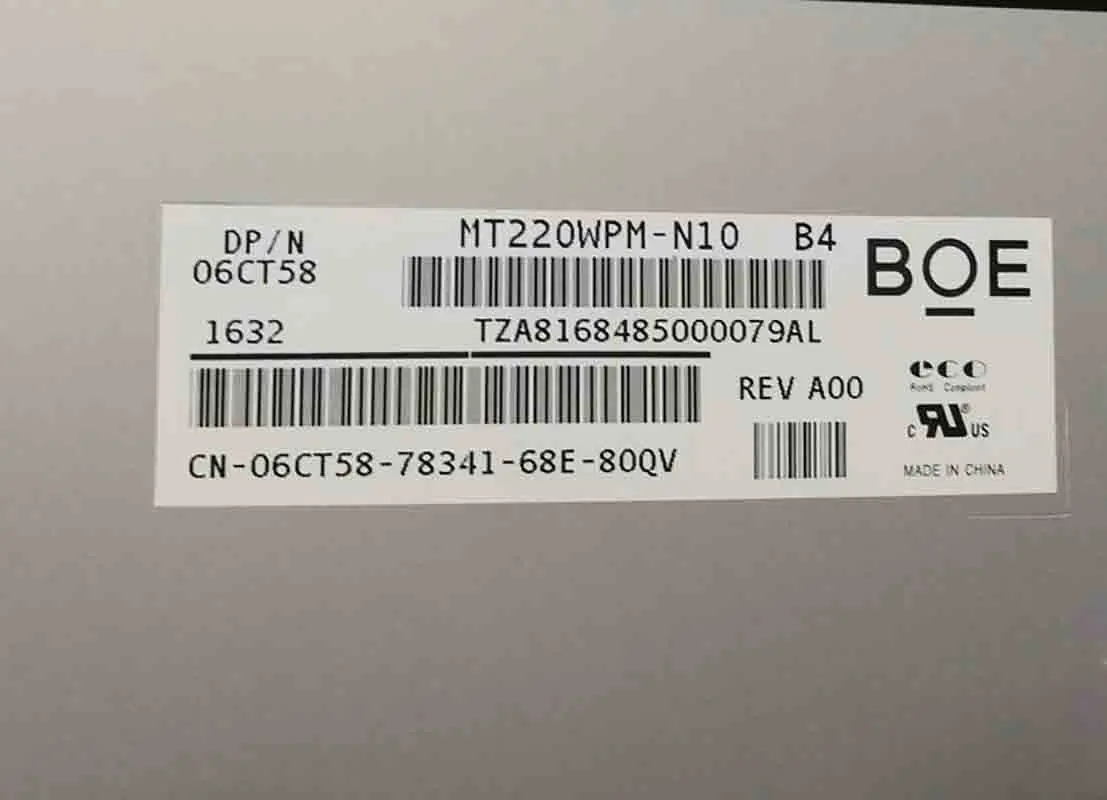 DP/N
06CT58
MT220WPM-N10 B4
BOE
1632
TZA8168485000079AL
REV A00
CN-06CT58-78341-68E-80QV
eco
RoHS Compliant
C RU® US
MADE IN CHINA